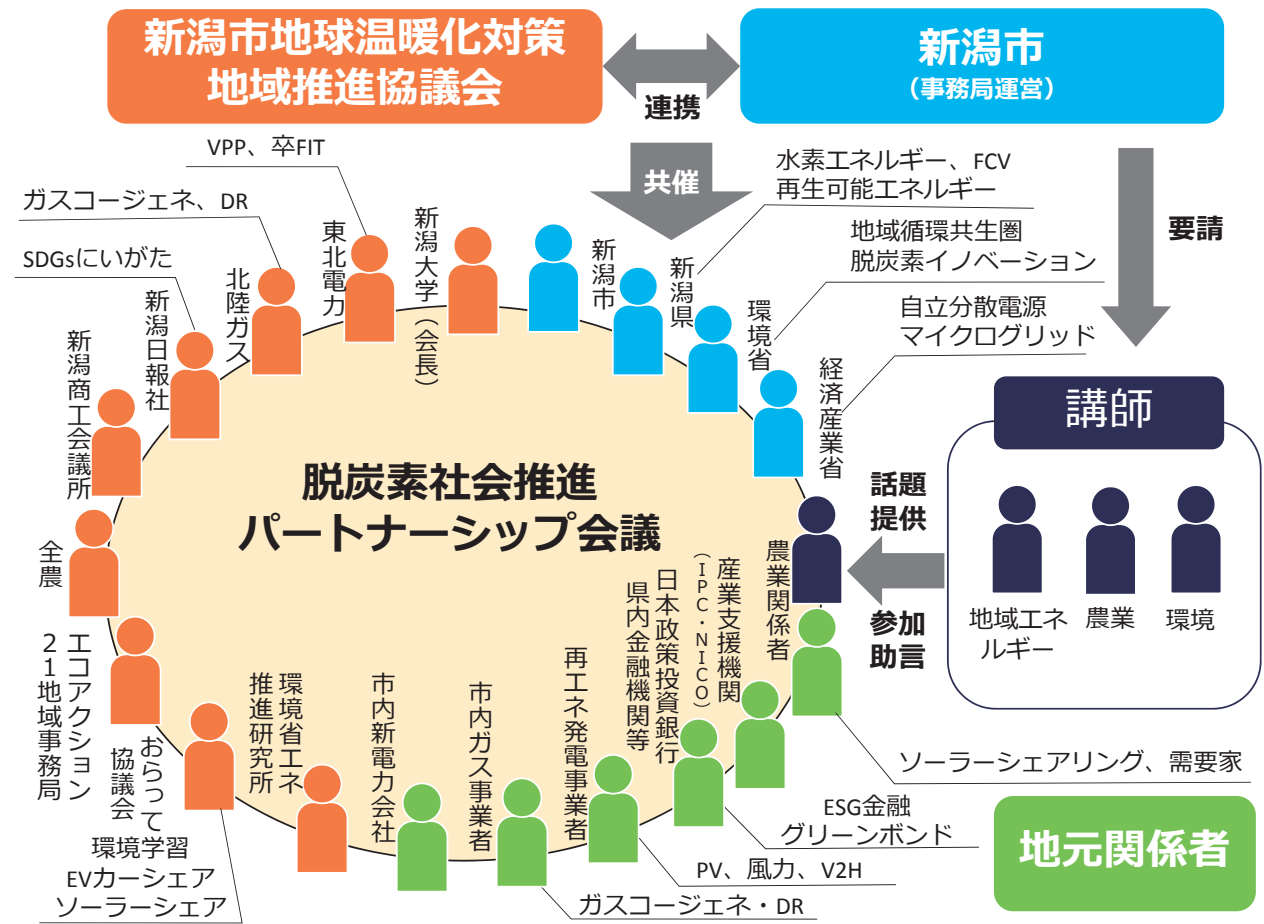 新潟市地球温暖化対策
地域推進協議会
連携
新潟市
（事務局運営）
共催
要請
VPP、卒FIT
ガスコージェネ、DR
SDGsにいがた
水素エネルギー、FCV
再生可能エネルギー
地域循環共生圏
脱炭素イノベーション
自立分散電源
マイクログリッド
新潟商工会議所
新潟日報社
北陸ガス
東北電力
新潟大学（会長）
新潟市
新潟県
環境省
経済産業省
脱炭素社会推進
パートナーシップ会議
講師
地域エネ
ルギー
農業
環境
話題
提供
参加
助言
全農
エコアクション
２１地域事務局
おらって
協議会
環境省エネ
推進研究所
市内新電力会社
市内ガス事業者
再エネ発電事業者
日本政策投資銀行
県内金融機関等
産業支援機関
（IPC・NICO）
農業関係者
環境学習
EVカーシェア
ソーラーシェア
ソーラーシェアリング、需要家
ESG金融
グリーンボンド
PV、風力、V2H
ガスコージェネ・DR
地元関係者